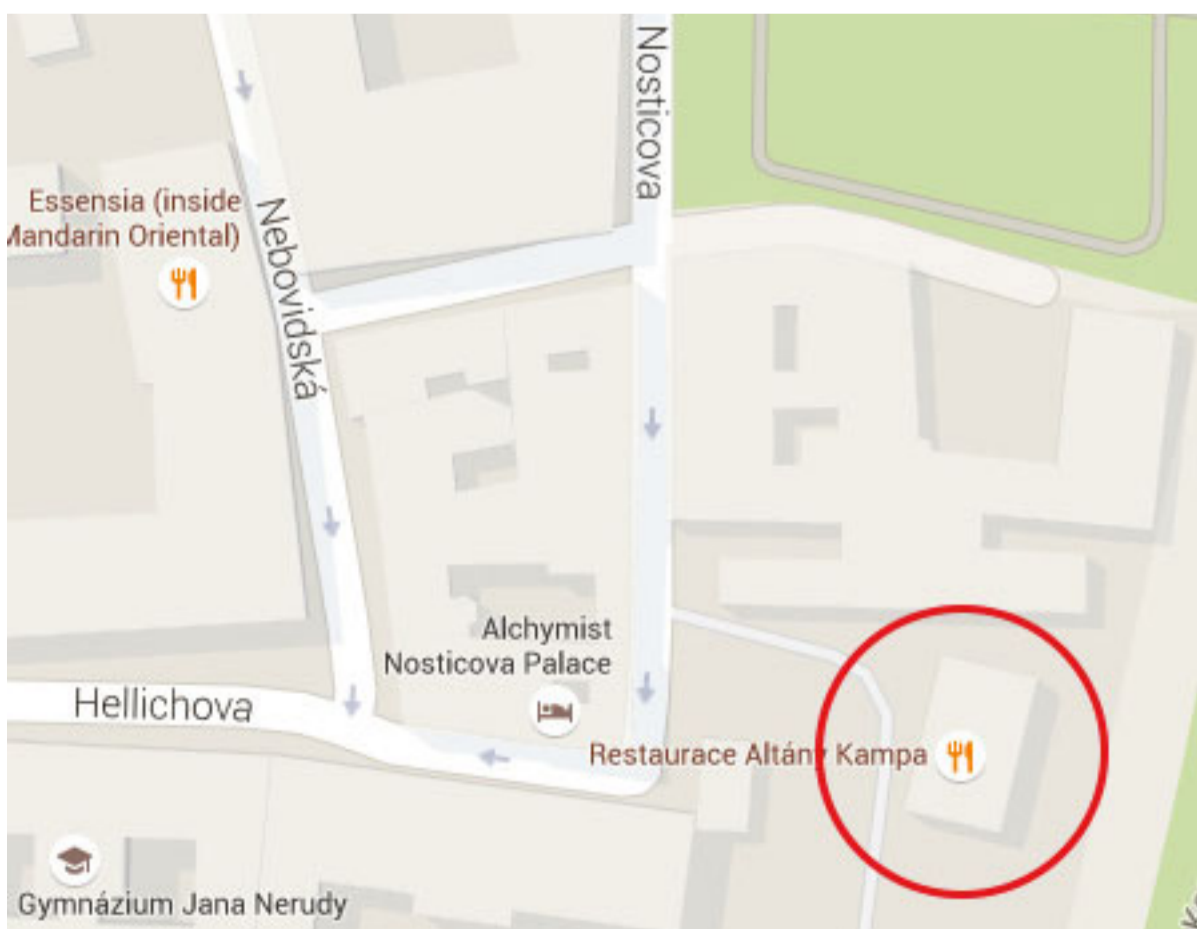 Nosticova
Essensia (inside
Mandarin Oriental)
Nebovidská
Alchymist
Nosticova Palace
Hellichova
Restaurace Altány Kampa
Gymnázium Jana Nerudy